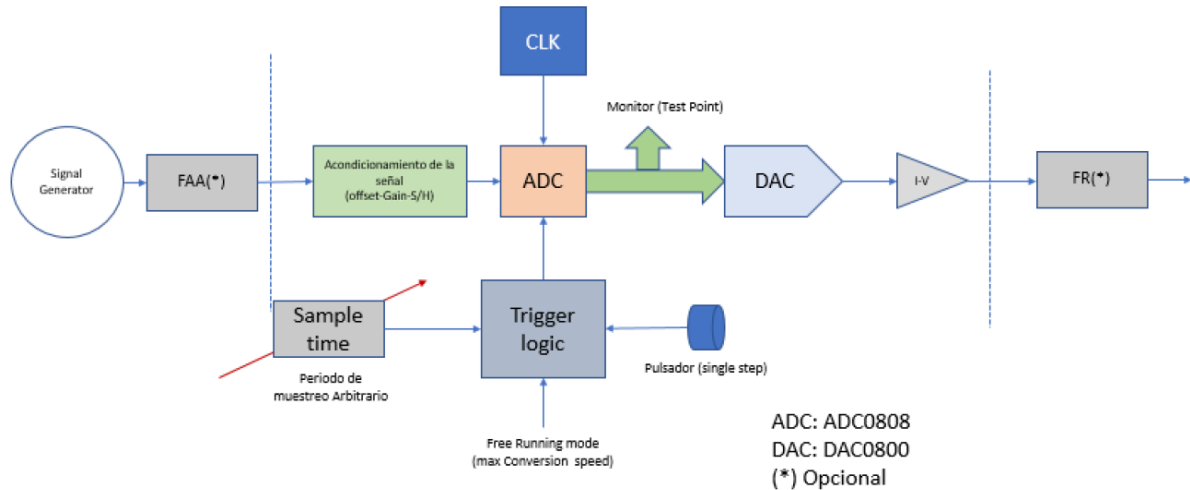 CLK
Monitor (Test Point)
Signal
Generator
FAA(*)
Acondicionamiento de la
señal
(offset-Gain-S/H)
ADC
DAC
I-V
FR(*)
Sample
time
Trigger
logic
Periodo de
muestreo Arbitrario
Pulsador (single step)
Free Running mode
(max Conversion speed)
ADC: ADC0808
DAC: DAC0800
(*) Opcional